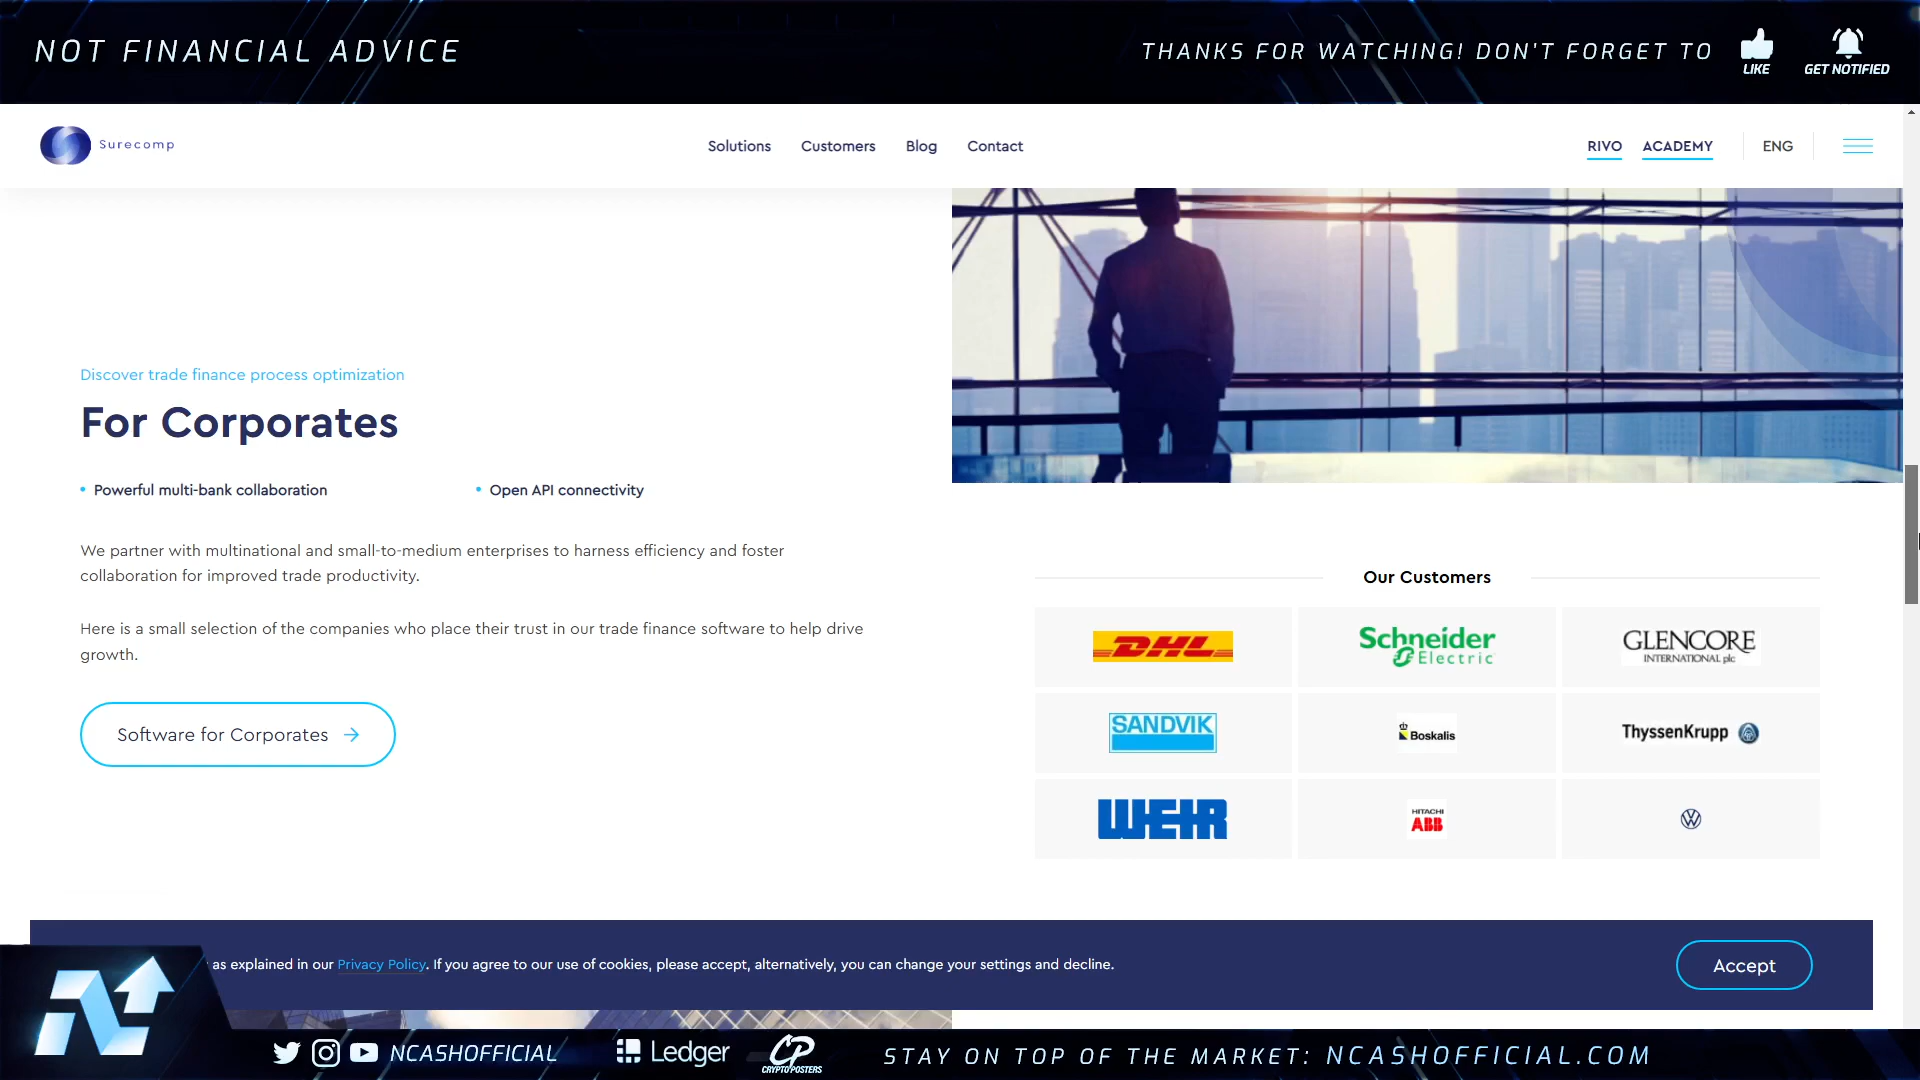 NOT FINANCIAL ADVICE
THANKS FOR WATCHING! DON'T FORGET TO
LIKE
GET NOTIFIED
Surecomp
Solutions
Customers
Blog
Contact
RIVO
ACADEMY
ENG
Discover trade finance process optimization
For Corporates
Powerful multi-bank collaboration
Open API connectivity
We partner with multinational and small-to-medium enterprises to harness efficiency and foster
collaboration for improved trade productivity.
Here is a small selection of the companies who place their trust in our trade finance software to help drive
growth.
Software for Corporates
Our Customers
DHL
Schneider
Electric
GLENCORE
INTERNATIONAL plc
SANDVIK
Boskalis
ThyssenKrupp
WEIR
HITACHI
ABB
VW
as explained in our Privacy Policy. If you agree to our use of cookies, please accept, alternatively, you can change your settings and decline.
Accept
NCASHOFFICIAL
Ledger
CP
CRYPTOPOSTERS
STAY ON TOP OF THE MARKET: NCASHOFFICIAL.COM